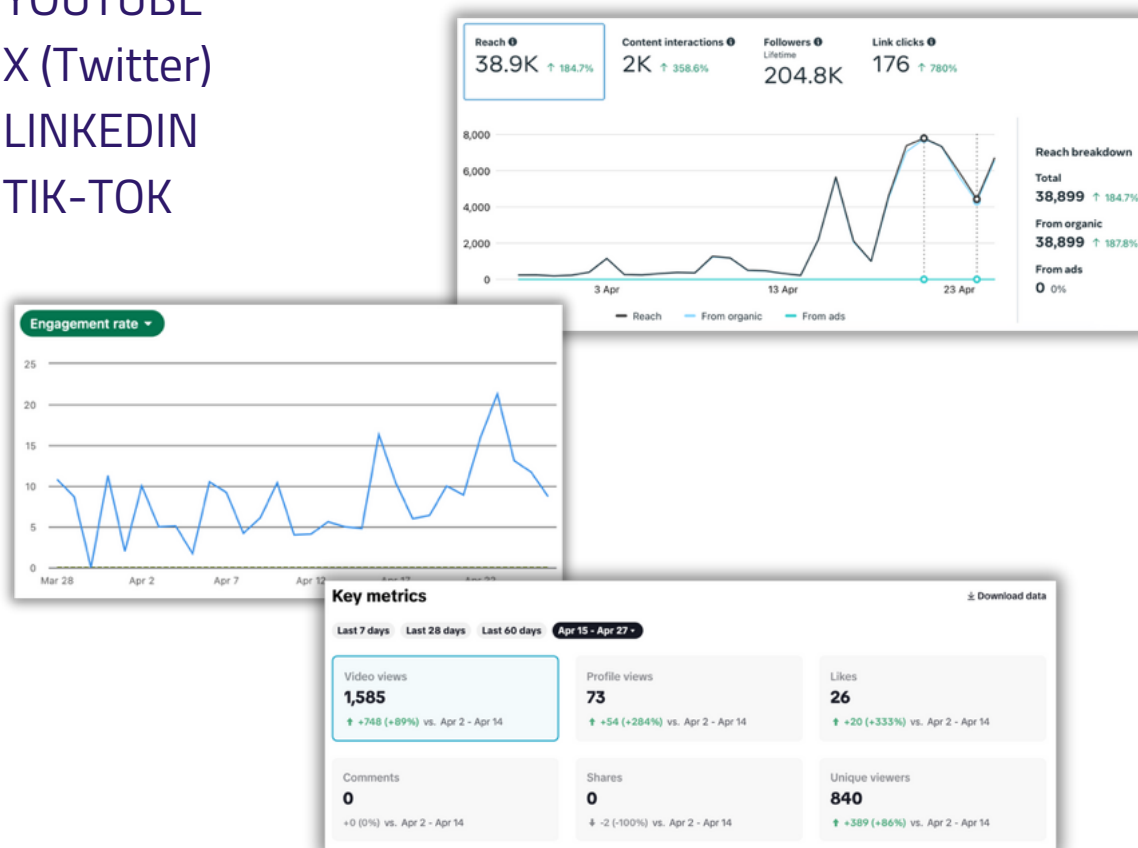 YOUTUBE
X (Twitter)
LINKEDIN
TIK-TOK
Reach Content interactions Followers Link clicks
Lifetime
38.9K ↑ 184.7% 2K ↑ 358.6% 204.8K 176 ↑ 780%
8,000
6,000
4,000
2,000
0
3 Apr 13 Apr 23 Apr
Reach From organic From ads
Reach breakdown
Total
38,899 ↑ 184.7%
From organic
38,899 ↑ 187.8%
From ads
0 0%
Engagement rate
25
20
15
10
5
0
Mar 28 Apr 2 Apr 7 Apr 12 Apr 17 Apr 22
Key metrics Download data
Last 7 days Last 28 days Last 60 days Apr 15 - Apr 27
Video views Profile views Likes
1,585 73 26
+748 (+89%) vs. Apr 2 - Apr 14 +54 (+284%) vs. Apr 2 - Apr 14 +20 (+333%) vs. Apr 2 - Apr 14
Comments Shares Unique viewers
0 0 840
+0 (0%) vs. Apr 2 - Apr 14 -2 (-100%) vs. Apr 2 - Apr 14 +389 (+86%) vs. Apr 2 - Apr 14